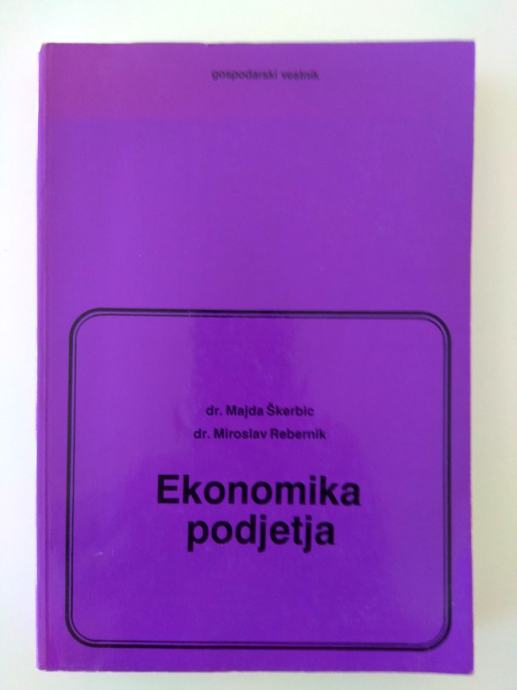 gospodarski vestnik
dr. Majda Škerbic
dr. Miroslav Rebernik
Ekonomika
podjetja